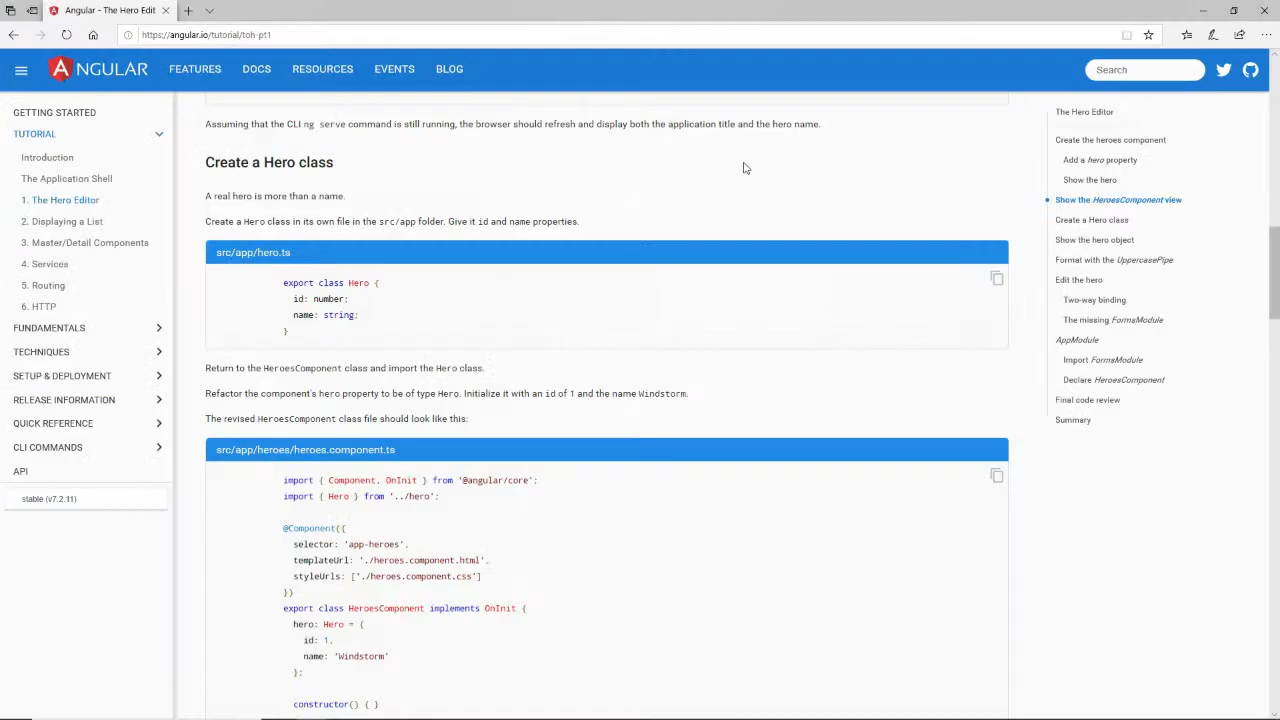 Angular - The Hero Edit
https://angular.io/tutorial/toh-pt1
ANGULAR
FEATURES
DOCS
RESOURCES
EVENTS
BLOG
Search
GETTING STARTED
TUTORIAL
Introduction
The Application Shell
1. The Hero Editor
2. Displaying a List
3. Master/Detail Components
4. Services
5. Routing
6. HTTP
FUNDAMENTALS
TECHNIQUES
SETUP & DEPLOYMENT
RELEASE INFORMATION
QUICK REFERENCE
CLI COMMANDS
API
stable (v7.2.11)
Assuming that the CLI ng serve command is still running, the browser should refresh and display both the application title and the hero name.
Create a Hero class
A real hero is more than a name.
Create a Hero class in its own file in the src/app folder. Give it id and name properties.
src/app/hero.ts
export class Hero {
id: number;
name: string;
}
Return to the HeroesComponent class and import the Hero class.
Refactor the component's hero property to be of type Hero. Initialize it with an id of 1 and the name Windstorm.
The revised HeroesComponent class file should look like this:
src/app/heroes/heroes.component.ts
import { Component, OnInit } from '@angular/core';
import { Hero } from '../hero';
@Component({
selector: 'app-heroes',
templateUrl: './heroes.component.html',
styleUrls: ['./heroes.component.css']
})
export class HeroesComponent implements OnInit {
hero: Hero = {
id: 1,
name: 'Windstorm'
};
constructor() { }
The Hero Editor
Create the heroes component
Add a hero property
Show the hero
Show the HeroesComponent view
Create a Hero class
Show the hero object
Format with the UppercasePipe
Edit the hero
Two-way binding
The missing FormsModule
AppModule
Import FormsModule
Declare HeroesComponent
Final code review
Summary